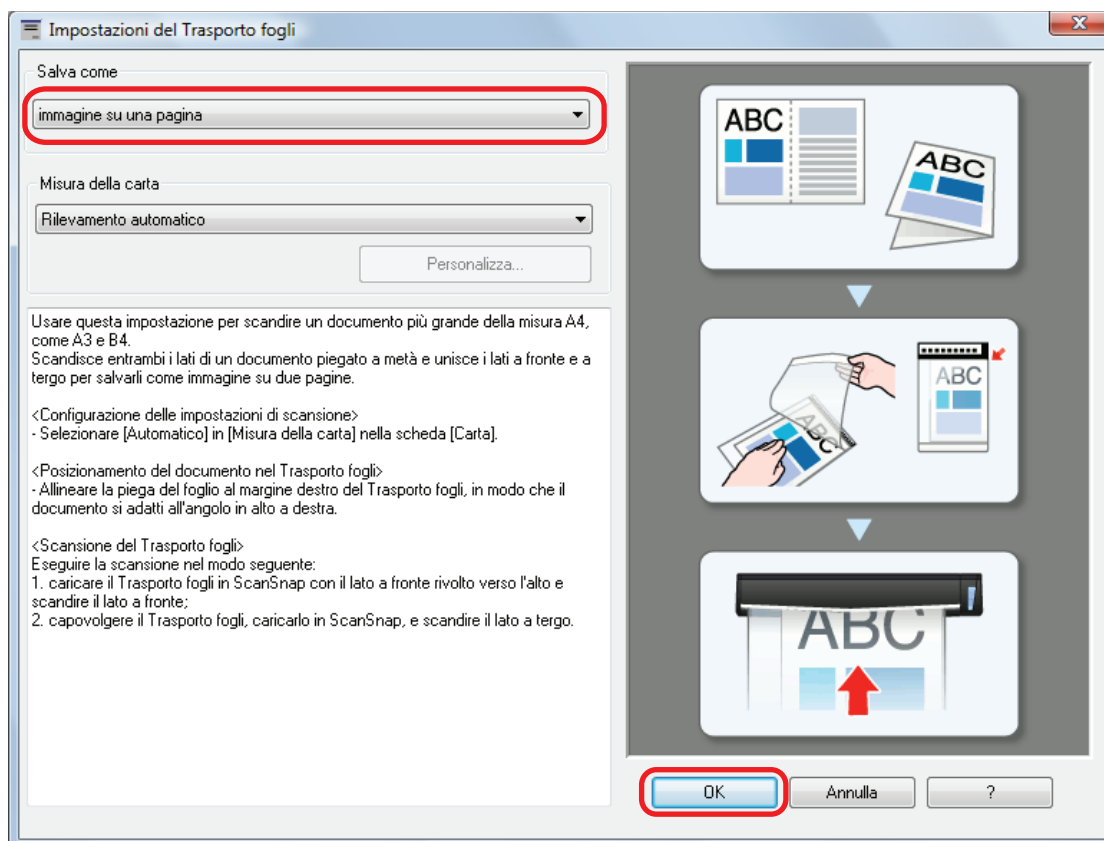 Impostazioni del Trasporto fogli
Salva come
immagine su una pagina
Misura della carta
Rilevamento automatico
Personalizza...
Usare questa impostazione per scandire un documento più grande della misura A4,
come A3 e B4.
Scandisce entrambi i lati di un documento piegato a metà e unisce i lati a fronte e a
tergo per salvarli come immagine su due pagine.
<Configurazione delle impostazioni di scansione>
- Selezionare [Automatico] in [Misura della carta] nella scheda [Carta].
<Posizionamento del documento nel Trasporto fogli>
- Allineare la piega del foglio al margine destro del Trasporto fogli, in modo che il
documento si adatti all'angolo in alto a destra.
<Scansione del Trasporto fogli>
Eseguire la scansione nel modo seguente:
1. caricare il Trasporto fogli in ScanSnap con il lato a fronte rivolto verso l'alto e
scandire il lato a fronte;
2. capovolgere il Trasporto fogli, caricarlo in ScanSnap, e scandire il lato a tergo.
ABC
ABC
ABC
ABC
ABC
OK
Annulla
?